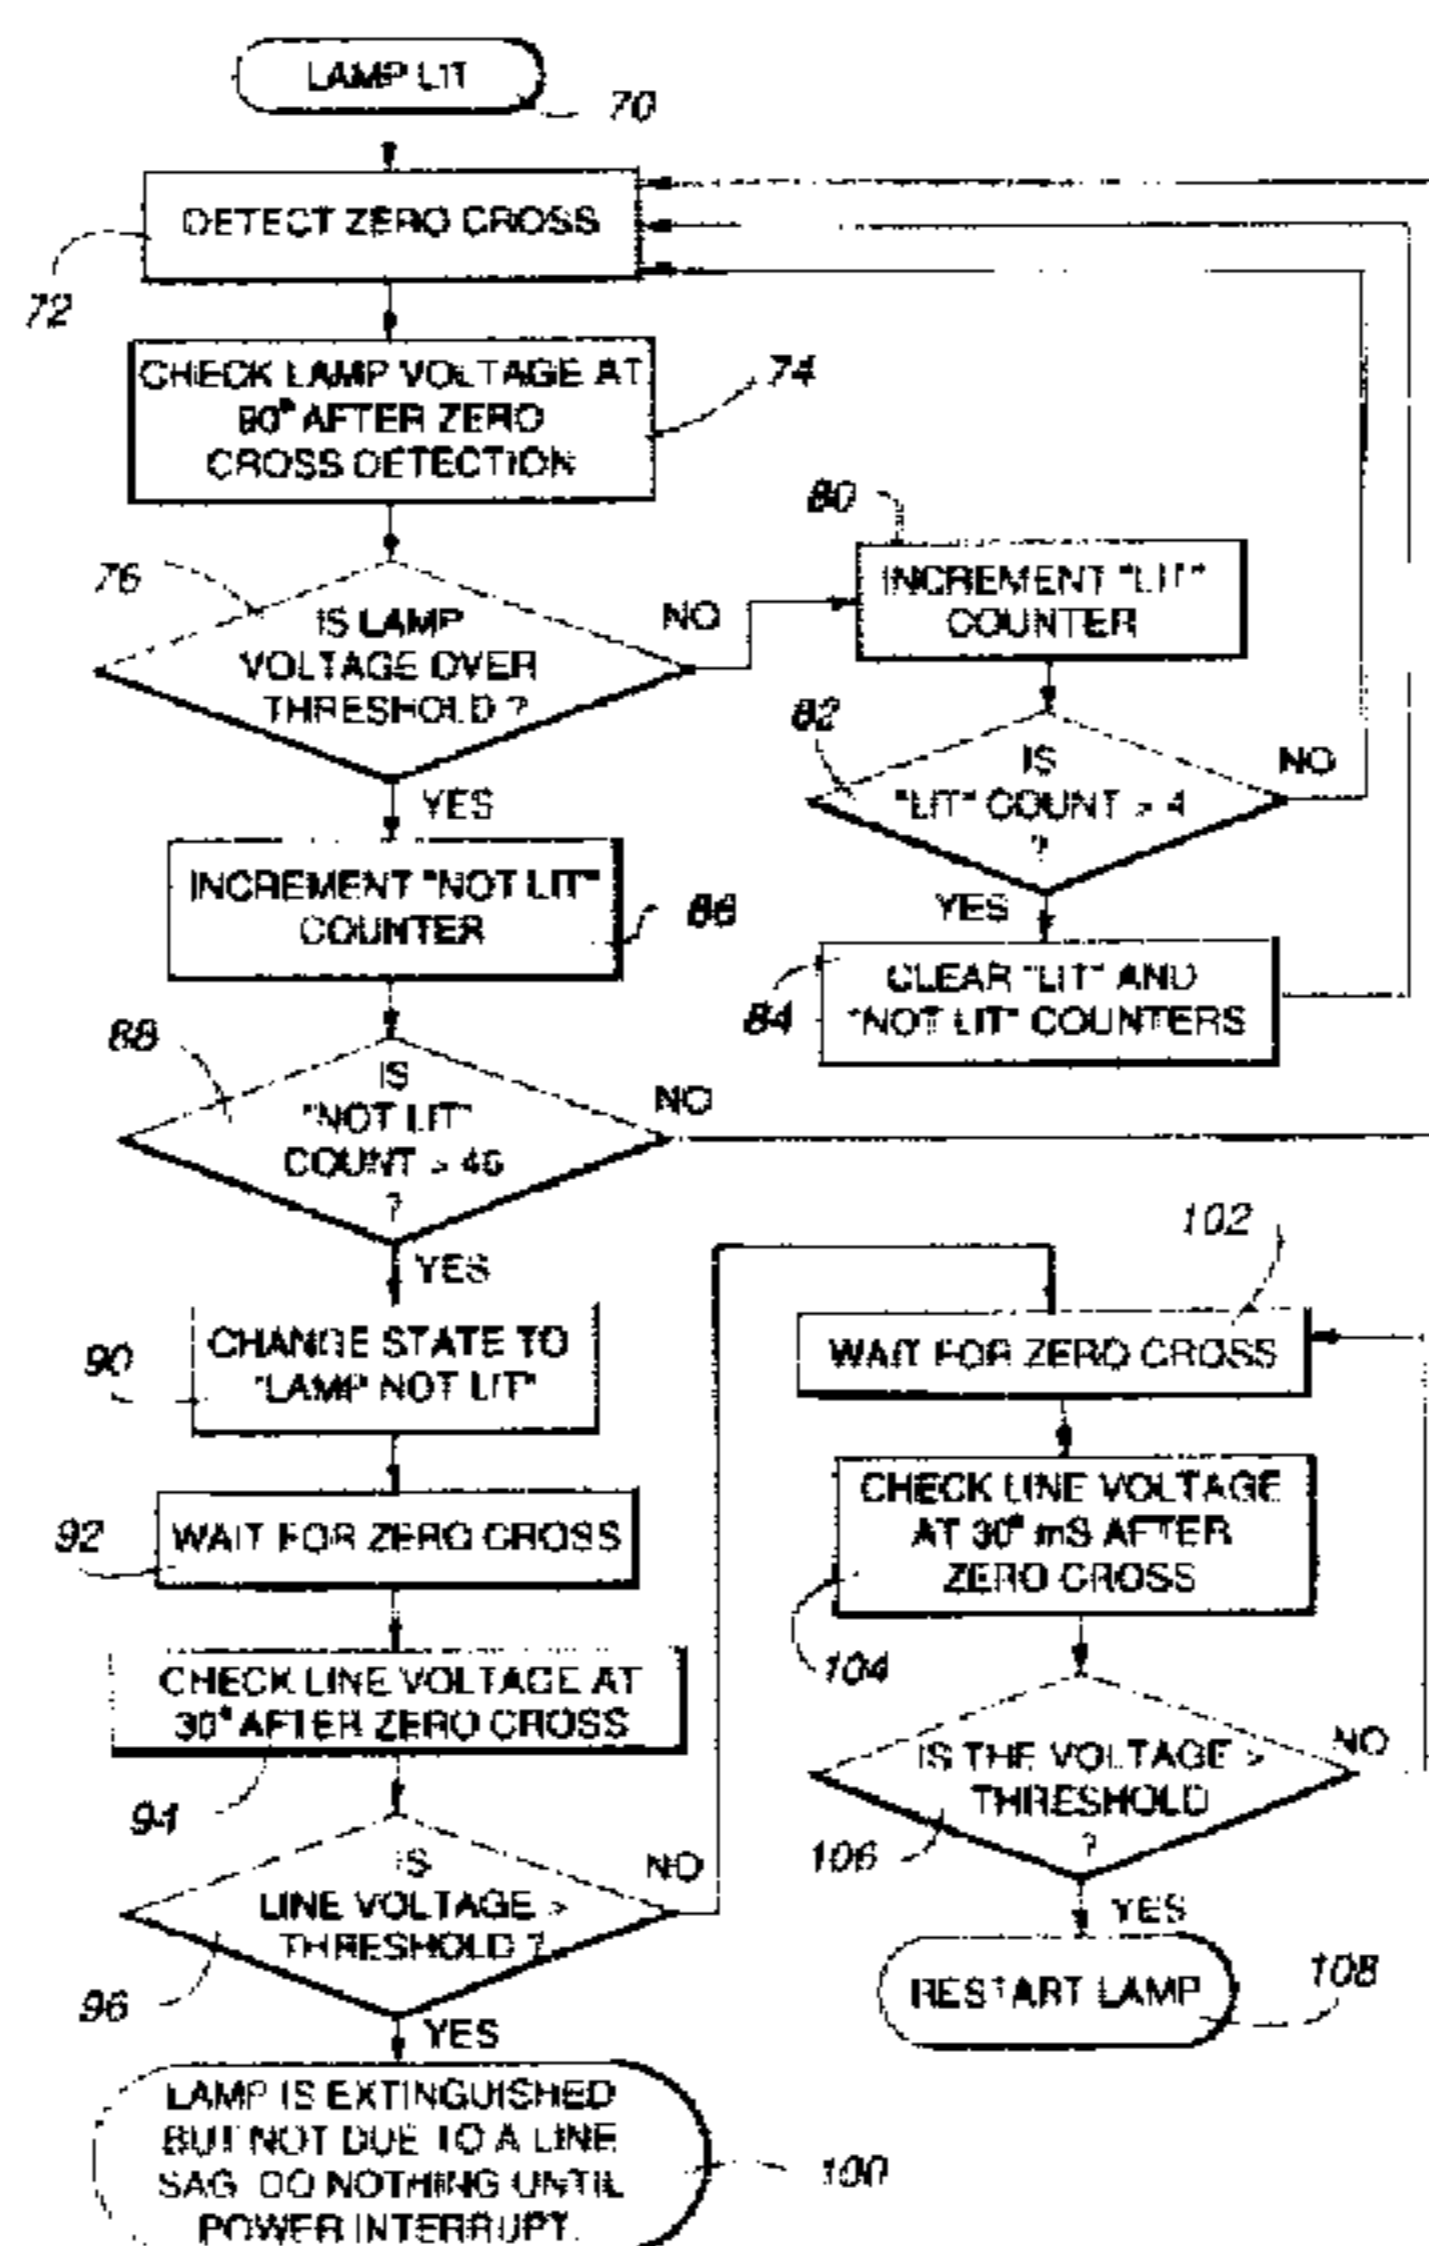 LAMP LIT
70
DETECT ZERO CROSS
72
CHECK LAMP VOLTAGE AT
90° AFTER ZERO
CROSS DETECTION
74
76
IS LAMP
VOLTAGE OVER
THRESHOLD ?
NO
YES
80
INCREMENT "LIT"
COUNTER
82
IS
"LIT" COUNT > 4
?
NO
YES
84
CLEAR "LIT" AND
"NOT LIT" COUNTERS
INCREMENT "NOT LIT"
COUNTER
86
88
IS
"NOT LIT"
COUNT >
?
NO
YES
90
CHANGE STATE TO
"LAMP NOT LIT"
92
WAIT FOR ZERO CROSS
CHECK LINE VOLTAGE AT
30° AFTER ZERO CROSS
94
IS
LINE VOLTAGE >
THRESHOLD ?
NO
96
YES
LAMP IS EXTINGUISHED
BUT NOT DUE TO A LINE
SAG. DO NOTHING UNTIL
POWER INTERRUPT.
100
102
WAIT FOR ZERO CROSS
CHECK LINE VOLTAGE
AT 30° mS AFTER
ZERO CROSS
104
IS THE VOLTAGE >
THRESHOLD
?
NO
106
YES
RESTART LAMP
108